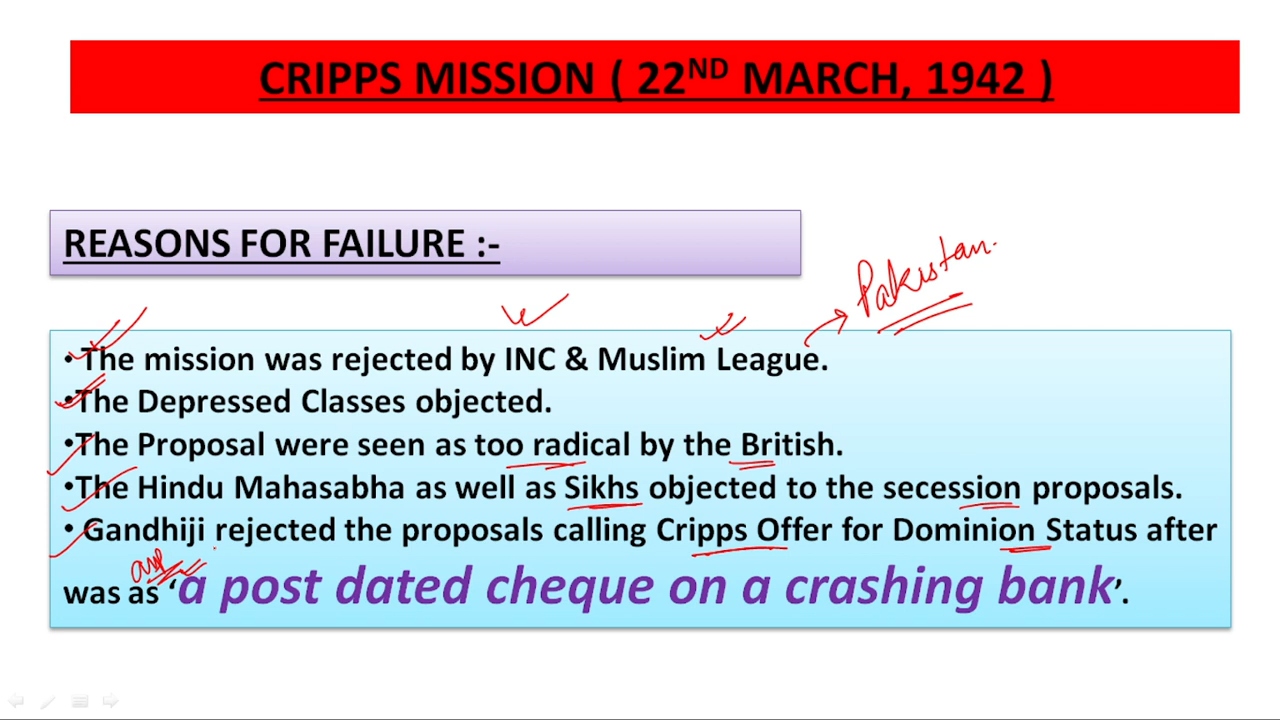 CRIPPS MISSION ( 22ND MARCH, 1942 )
REASONS FOR FAILURE :-
Pakistan.
• The mission was rejected by INC & Muslim League.
•The Depressed Classes objected.
•The Proposal were seen as too radical by the British.
•The Hindu Mahasabha as well as Sikhs objected to the secession proposals.
• Gandhiji rejected the proposals calling Cripps Offer for Dominion Status after
was as ‘a post dated cheque on a crashing bank’.